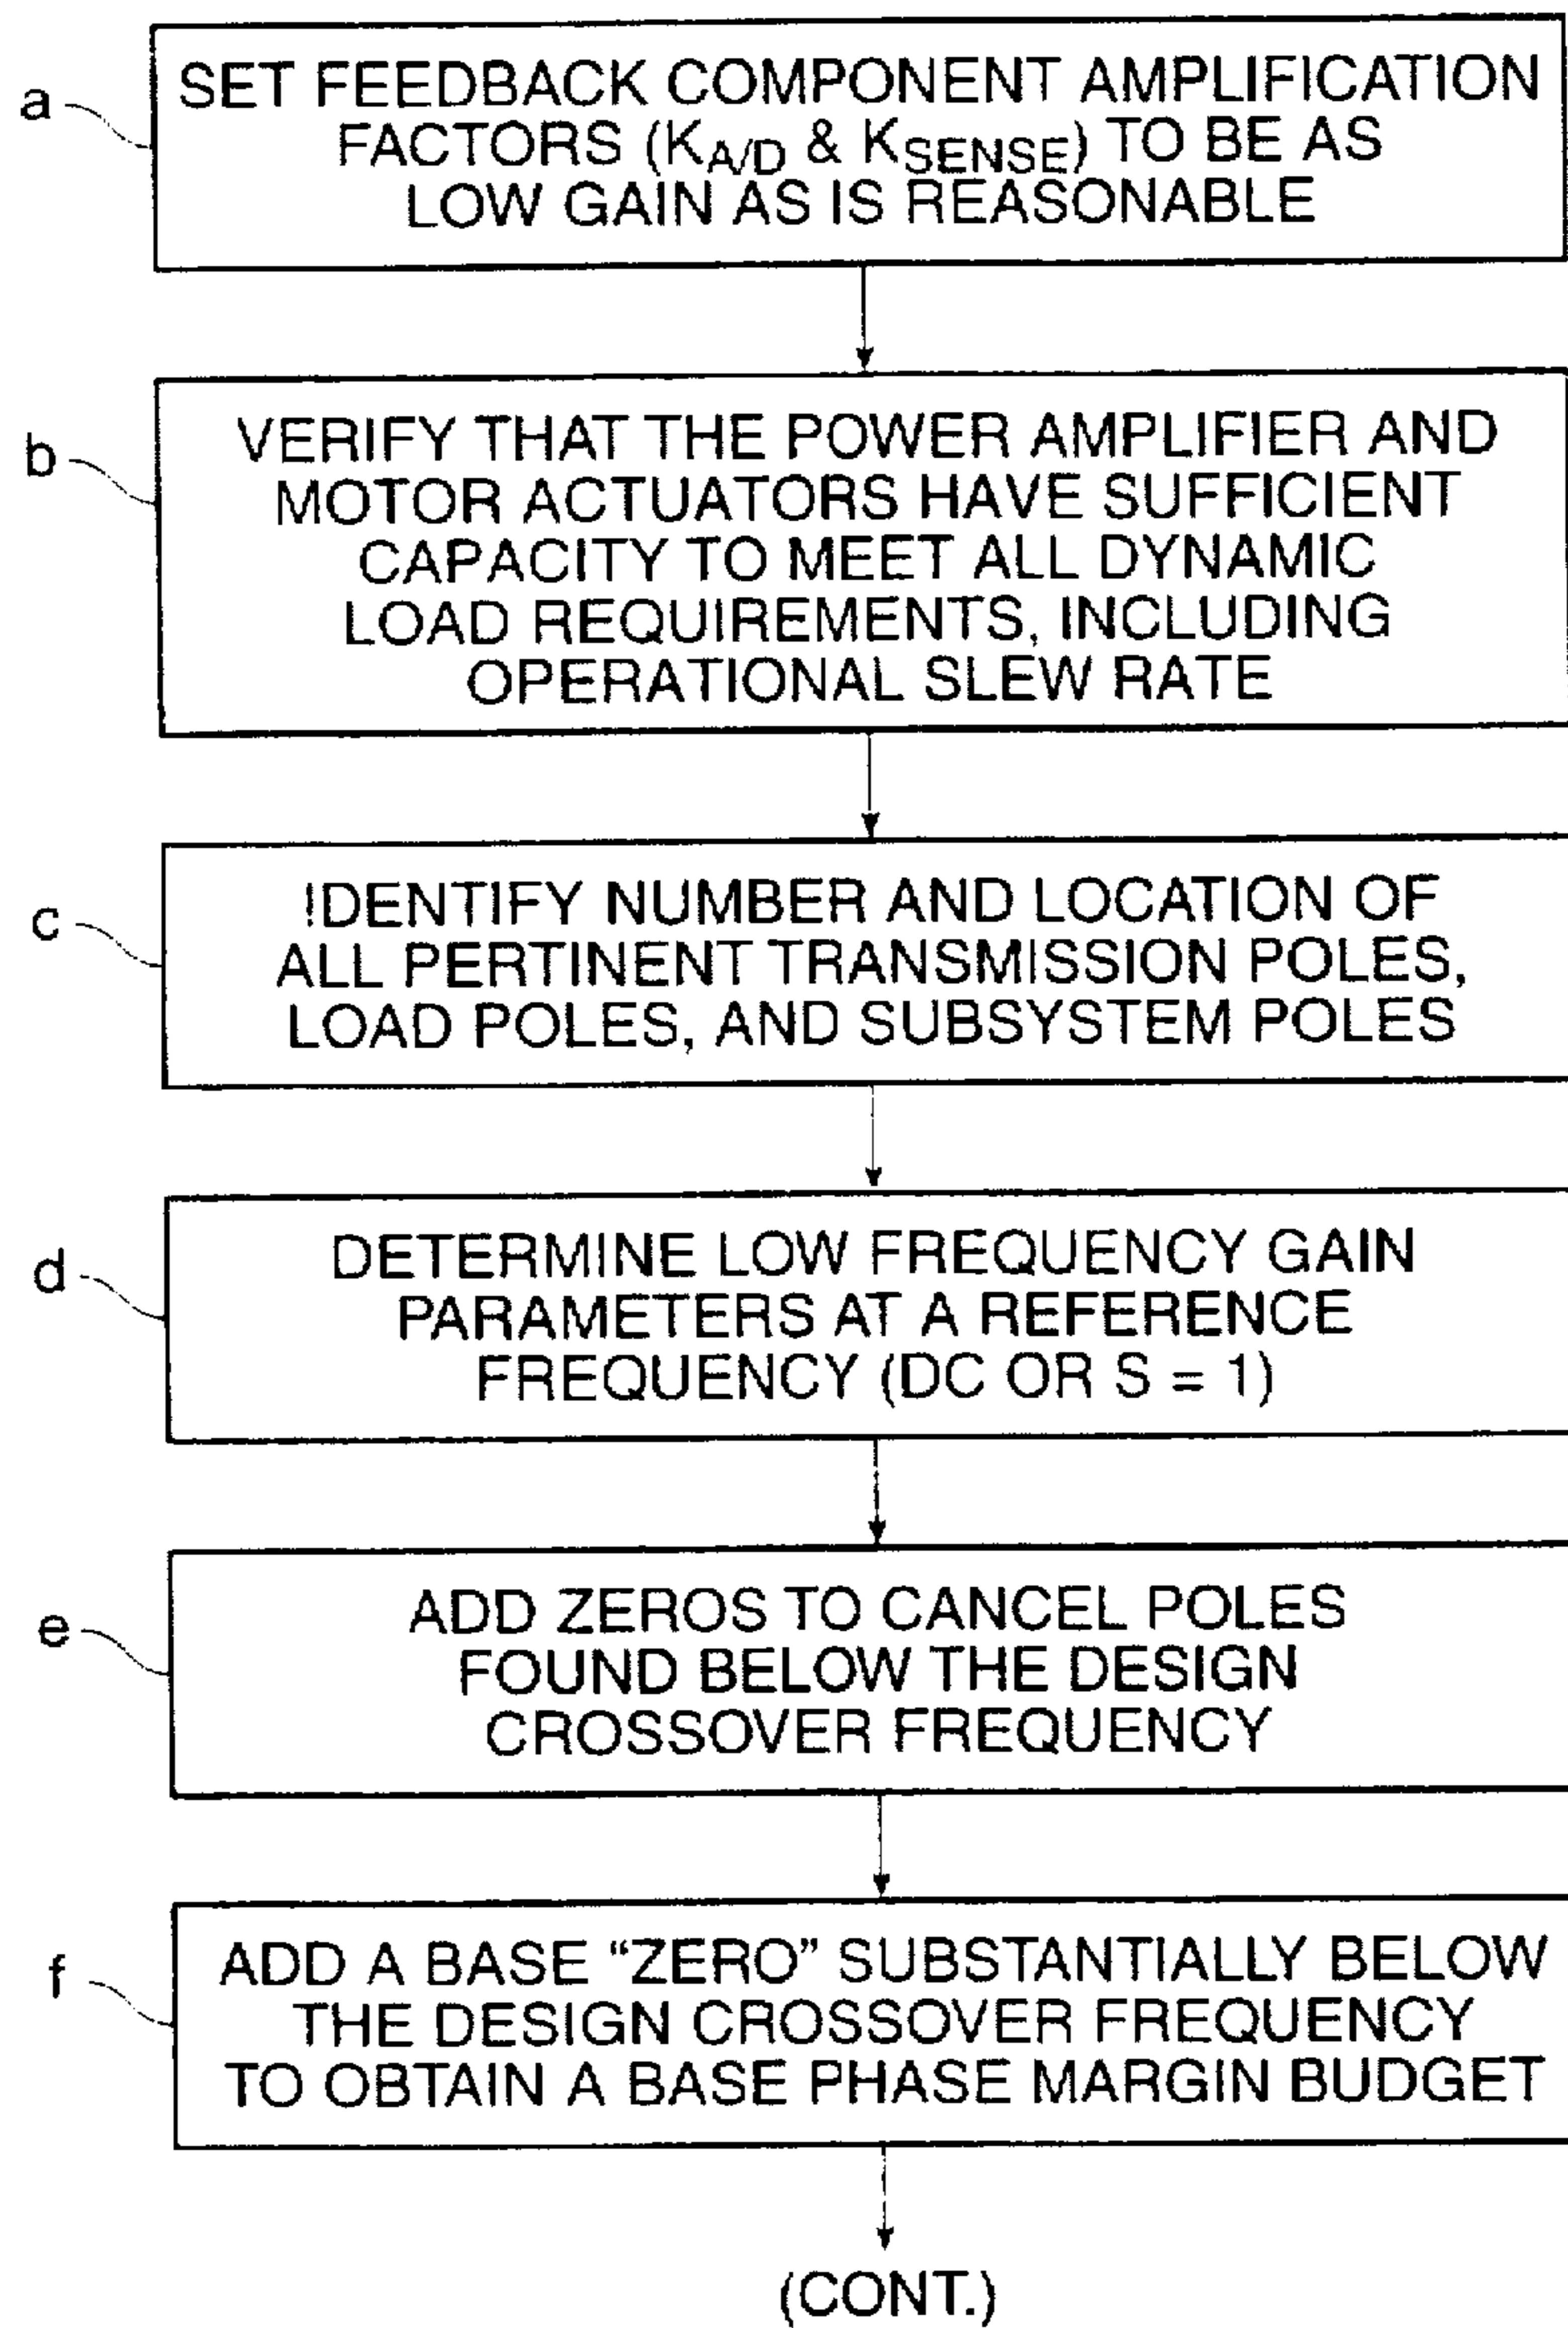 a
SET FEEDBACK COMPONENT AMPLIFICATION
FACTORS (KA/D & KSENSE) TO BE AS
LOW GAIN AS IS REASONABLE
b
VERIFY THAT THE POWER AMPLIFIER AND
MOTOR ACTUATORS HAVE SUFFICIENT
CAPACITY TO MEET ALL DYNAMIC
LOAD REQUIREMENTS, INCLUDING
OPERATIONAL SLEW RATE
c
IDENTIFY NUMBER AND LOCATION OF
ALL PERTINENT TRANSMISSION POLES,
LOAD POLES, AND SUBSYSTEM POLES
d
DETERMINE LOW FREQUENCY GAIN
PARAMETERS AT A REFERENCE
FREQUENCY (DC OR S = 1)
e
ADD ZEROS TO CANCEL POLES
FOUND BELOW THE DESIGN
CROSSOVER FREQUENCY
f
ADD A BASE “ZERO” SUBSTANTIALLY BELOW
THE DESIGN CROSSOVER FREQUENCY
TO OBTAIN A BASE PHASE MARGIN BUDGET
(CONT.)